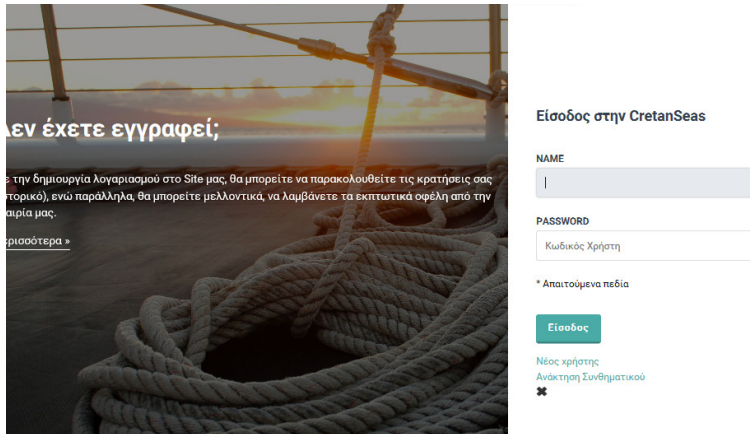 Δεν έχετε εγγραφεί;
ε την δημιουργία λογαριασμού στο Site μας, θα μπορείτε να παρακολουθείτε τις κρατήσεις σας
στορικό), ενώ παράλληλα, θα μπορείτε μελλοντικά, να λαμβάνετε τα εκπτωτικά οφέλη από την
αιρία μας.
ερισσότερα »
Είσοδος στην CretanSeas
NAME
PASSWORD
Κωδικός Χρήστη
* Απαιτούμενα πεδία
Είσοδος
Νέος χρήστης
Ανάκτηση Συνθηματικού
✖